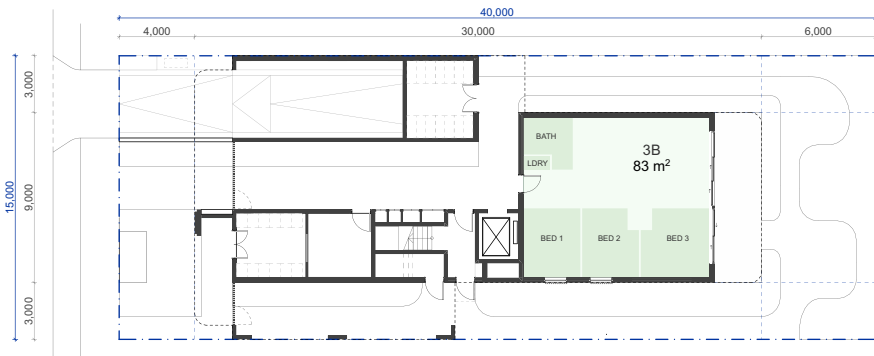 40,000
4,000
30,000
6,000
3,000
9,000
15,000
3,000
BATH
LDRY
3B
83 m²
BED 1
BED 2
BED 3